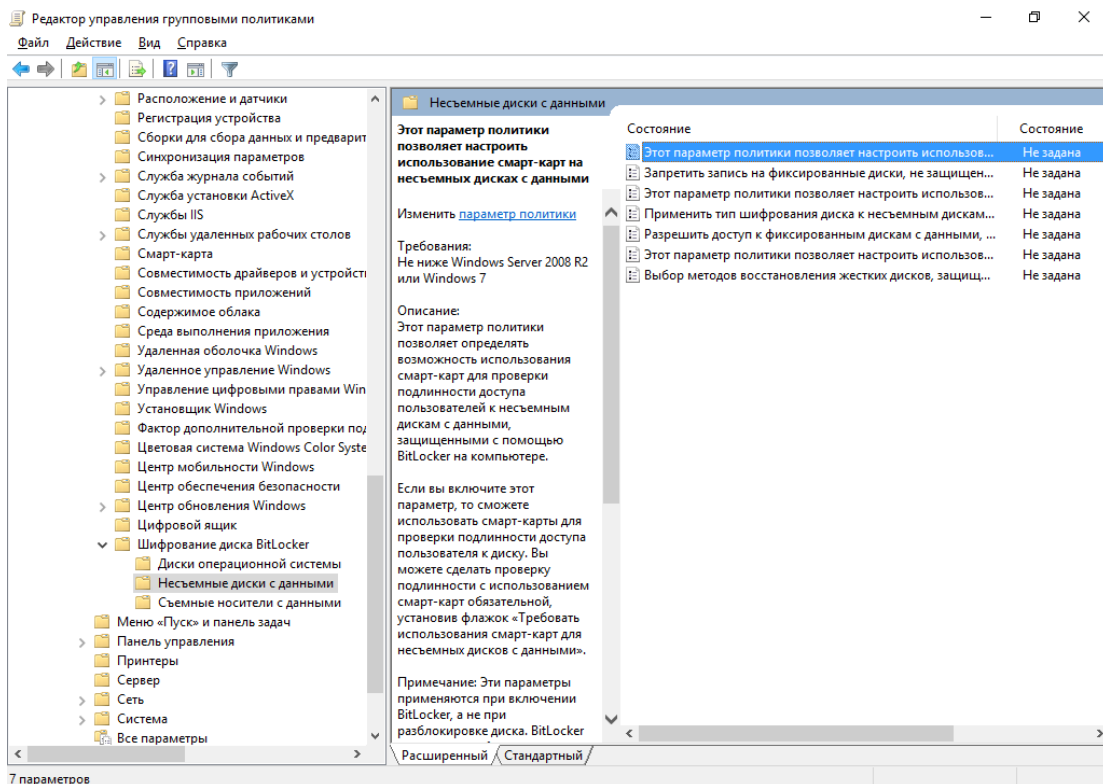 Редактор управления групповыми политиками
Файл Действие Вид Справка
Расположение и датчики
Регистрация устройства
Сборки для сбора данных и предварит
Синхронизация параметров
Служба журнала событий
Служба установки ActiveX
Службы IIS
Службы удаленных рабочих столов
Смарт-карта
Совместимость драйверов и устройст
Совместимость приложений
Содержимое облака
Среда выполнения приложения
Удаленная оболочка Windows
Удаленное управление Windows
Управление цифровыми правами Win
Установщик Windows
Фактор дополнительной проверки под
Цветовая система Windows Color Syste
Центр мобильности Windows
Центр обеспечения безопасности
Центр обновления Windows
Цифровой ящик
Шифрование диска BitLocker
Диски операционной системы
Несъемные диски с данными
Съемные носители с данными
Меню «Пуск» и панель задач
Панель управления
Принтеры
Сервер
Сеть
Система
Все параметры
Несъемные диски с данными
Этот параметр политики
позволяет настроить
использование смарт-карт на
несъемных дисках с данными
Изменить параметр политики
Требования:
Не ниже Windows Server 2008 R2
или Windows 7
Описание:
Этот параметр политики
позволяет определять
возможность использования
смарт-карт для проверки
подлинности доступа
пользователей к несъемным
дискам с данными,
защищенными с помощью
BitLocker на компьютере.
Если вы включите этот
параметр, то сможете
использовать смарт-карты для
проверки подлинности доступа
пользователя к диску. Вы
можете сделать проверку
подлинности с использованием
смарт-карт обязательной,
установив флажок «Требовать
использования смарт-карт для
несъемных дисков с данными».
Примечание: Эти параметры
применяются при включении
BitLocker, а не при
разблокировке диска. BitLocker
Состояние Состояние
Этот параметр политики позволяет настроить использов... Не задана
Запретить запись на фиксированные диски, не защищен... Не задана
Этот параметр политики позволяет настроить использов... Не задана
Применить тип шифрования диска к несъемным дискам... Не задана
Разрешить доступ к фиксированным дискам с данными, ... Не задана
Этот параметр политики позволяет настроить использов... Не задана
Выбор методов восстановления жестких дисков, защищ... Не задана
Расширенный Стандартный
7 параметров